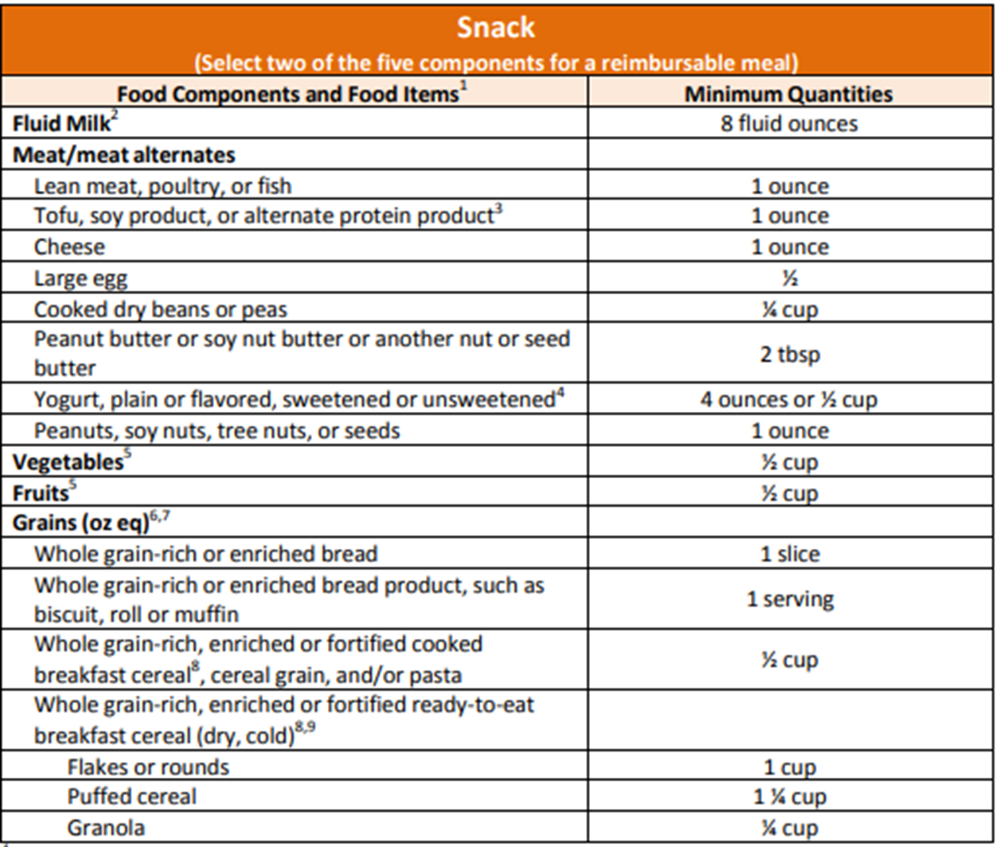 Snack
(Select two of the five components for a reimbursable meal)
Food Components and Food Items¹ Minimum Quantities
Fluid Milk² 8 fluid ounces
Meat/meat alternates
Lean meat, poultry, or fish 1 ounce
Tofu, soy product, or alternate protein product³ 1 ounce
Cheese 1 ounce
Large egg ½
Cooked dry beans or peas ¼ cup
Peanut butter or soy nut butter or another nut or seed
butter 2 tbsp
Yogurt, plain or flavored, sweetened or unsweetened⁴ 4 ounces or ½ cup
Peanuts, soy nuts, tree nuts, or seeds 1 ounce
Vegetables⁵ ½ cup
Fruits⁵ ½ cup
Grains (oz eq)⁶,⁷
Whole grain-rich or enriched bread 1 slice
Whole grain-rich or enriched bread product, such as
biscuit, roll or muffin 1 serving
Whole grain-rich, enriched or fortified cooked
breakfast cereal⁸, cereal grain, and/or pasta ½ cup
Whole grain-rich, enriched or fortified ready-to-eat
breakfast cereal (dry, cold)⁸,⁹
Flakes or rounds 1 cup
Puffed cereal 1 ¼ cup
Granola ¼ cup